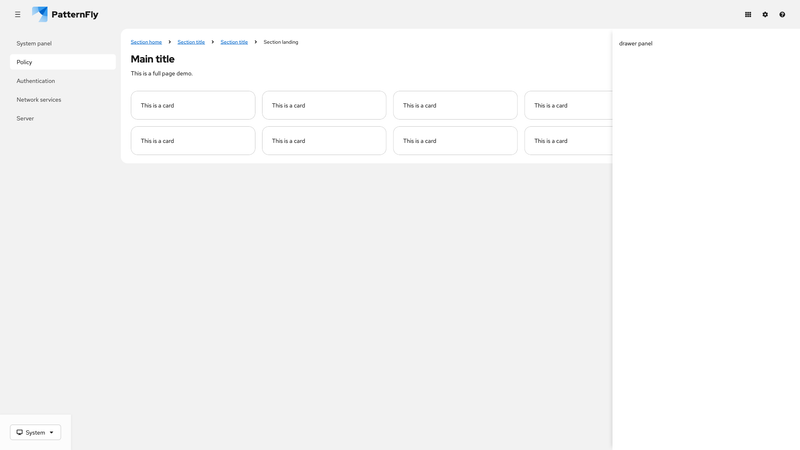 PatternFly
System panel
Policy
Authentication
Network services
Server
Section home Section title Section title Section landing
Main title
This is a full page demo.
This is a card This is a card This is a card This is a card
This is a card This is a card This is a card This is a card
drawer panel
System